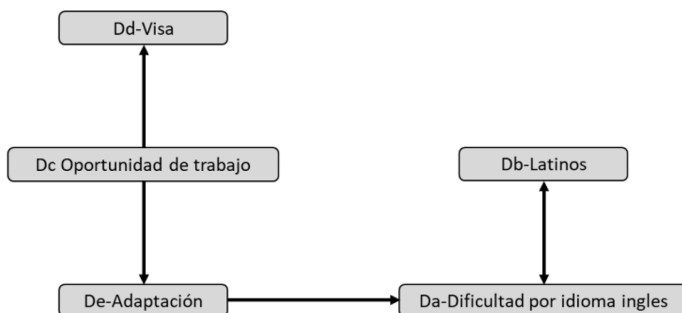 Dd-Visa
Dc Oportunidad de trabajo
Db-Latinos
De-Adaptación
Da-Dificultad por idioma ingles